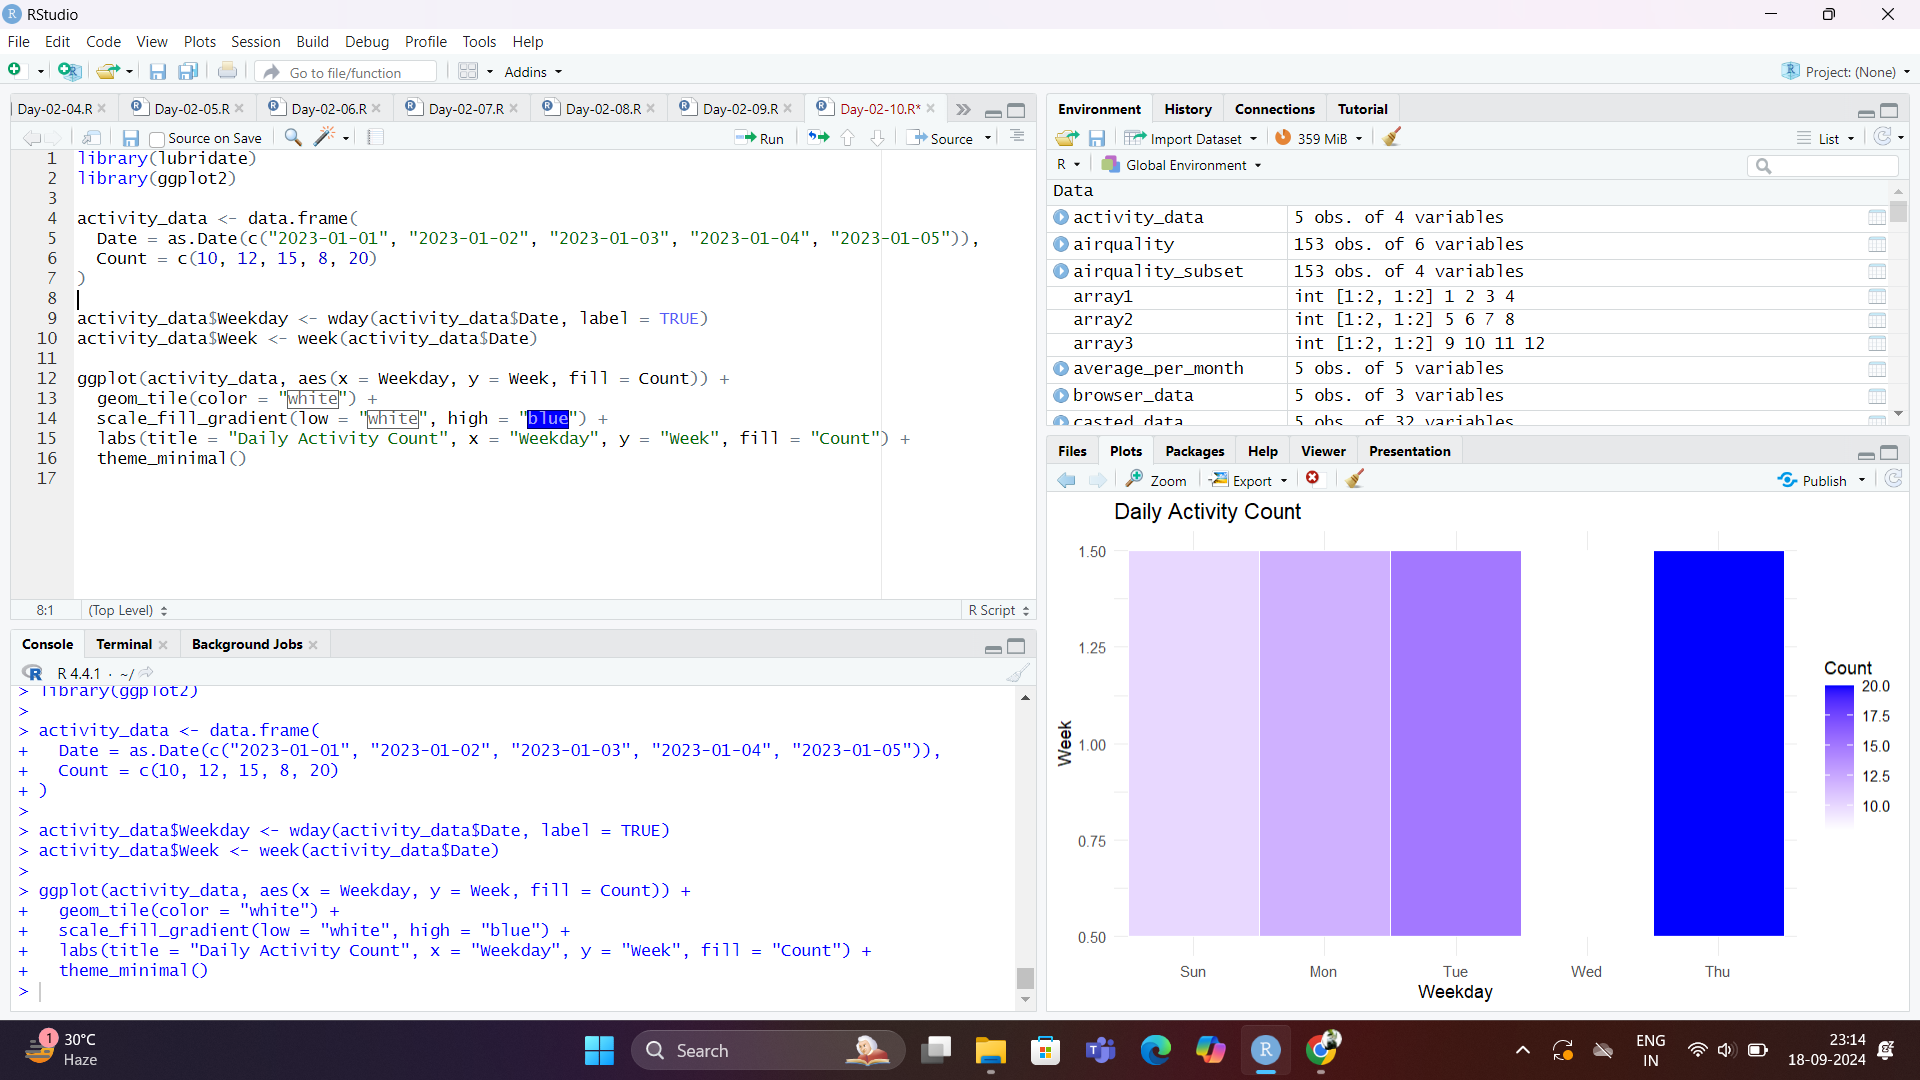 RStudio
File Edit Code View Plots Session Build Debug Profile Tools Help
Go to file/function Addins Project: (None)
Day-02-04.R Day-02-05.R Day-02-06.R Day-02-07.R Day-02-08.R Day-02-09.R Day-02-10.R*
Source on Save Run Source
1 library(lubridate)
2 library(ggplot2)
3
4 activity_data <- data.frame(
5 Date = as.Date(c("2023-01-01", "2023-01-02", "2023-01-03", "2023-01-04", "2023-01-05")),
6 Count = c(10, 12, 15, 8, 20)
7 )
8
9 activity_data$Weekday <- wday(activity_data$Date, label = TRUE)
10 activity_data$Week <- week(activity_data$Date)
11
12 ggplot(activity_data, aes(x = Weekday, y = Week, fill = Count)) +
13 geom_tile(color = "white") +
14 scale_fill_gradient(low = "white", high = "blue") +
15 labs(title = "Daily Activity Count", x = "Weekday", y = "Week", fill = "Count") +
16 theme_minimal()
17
8:1 (Top Level) R Script
Console Terminal Background Jobs
R R 4.4.1 · ~/
> library(ggplot2)
>
> activity_data <- data.frame(
+ Date = as.Date(c("2023-01-01", "2023-01-02", "2023-01-03", "2023-01-04", "2023-01-05")),
+ Count = c(10, 12, 15, 8, 20)
+ )
>
> activity_data$Weekday <- wday(activity_data$Date, label = TRUE)
> activity_data$Week <- week(activity_data$Date)
>
> ggplot(activity_data, aes(x = Weekday, y = Week, fill = Count)) +
+ geom_tile(color = "white") +
+ scale_fill_gradient(low = "white", high = "blue") +
+ labs(title = "Daily Activity Count", x = "Weekday", y = "Week", fill = "Count") +
+ theme_minimal()
>
Environment History Connections Tutorial
Import Dataset 359 MiB List
R Global Environment
Data
activity_data 5 obs. of 4 variables
airquality 153 obs. of 6 variables
airquality_subset 153 obs. of 4 variables
array1 int [1:2, 1:2] 1 2 3 4
array2 int [1:2, 1:2] 5 6 7 8
array3 int [1:2, 1:2] 9 10 11 12
average_per_month 5 obs. of 5 variables
browser_data 5 obs. of 3 variables
casted_data 5 obs. of 32 variables
Files Plots Packages Help Viewer Presentation
Zoom Export Publish
Daily Activity Count
1.50
1.25
1.00
0.75
0.50
Week
Sun Mon Tue Wed Thu
Weekday
Count
20.0
17.5
15.0
12.5
10.0
1 30°C
Haze
Search
R
ENG
IN
23:14
18-09-2024